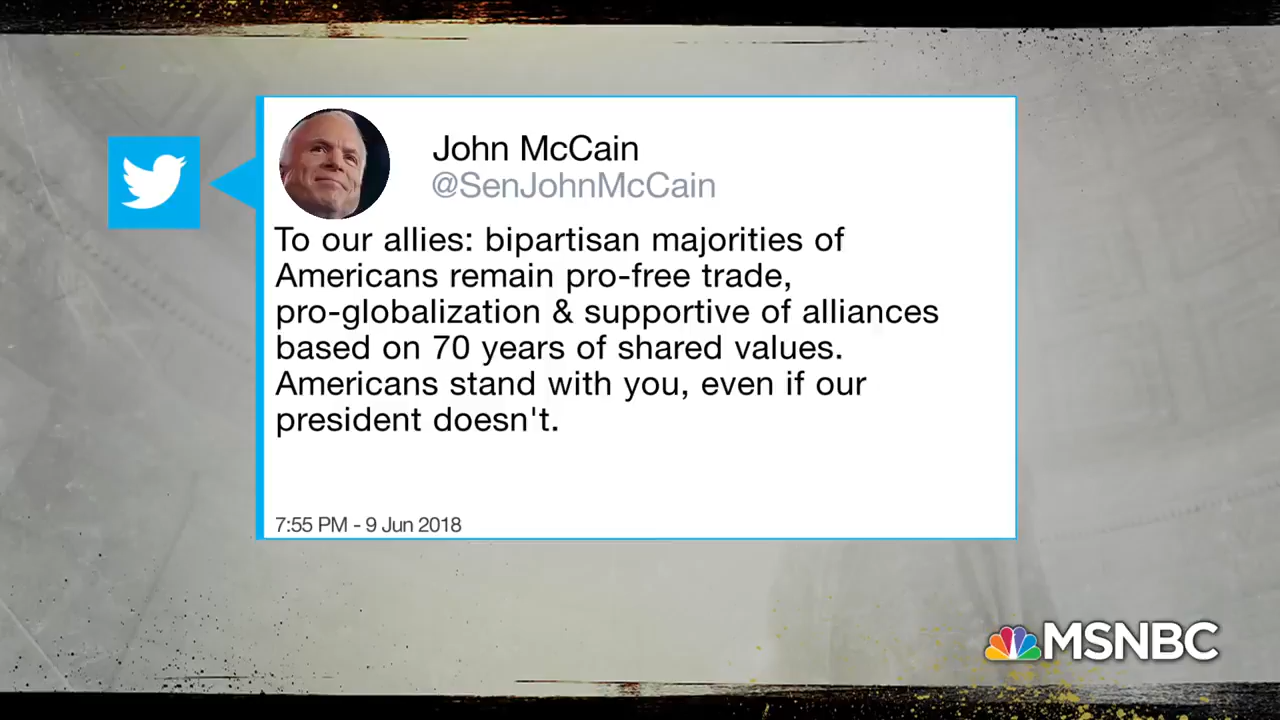 John McCain
@SenJohnMcCain
To our allies: bipartisan majorities of
Americans remain pro-free trade,
pro-globalization & supportive of alliances
based on 70 years of shared values.
Americans stand with you, even if our
president doesn't.
7:55 PM - 9 Jun 2018
MSNBC